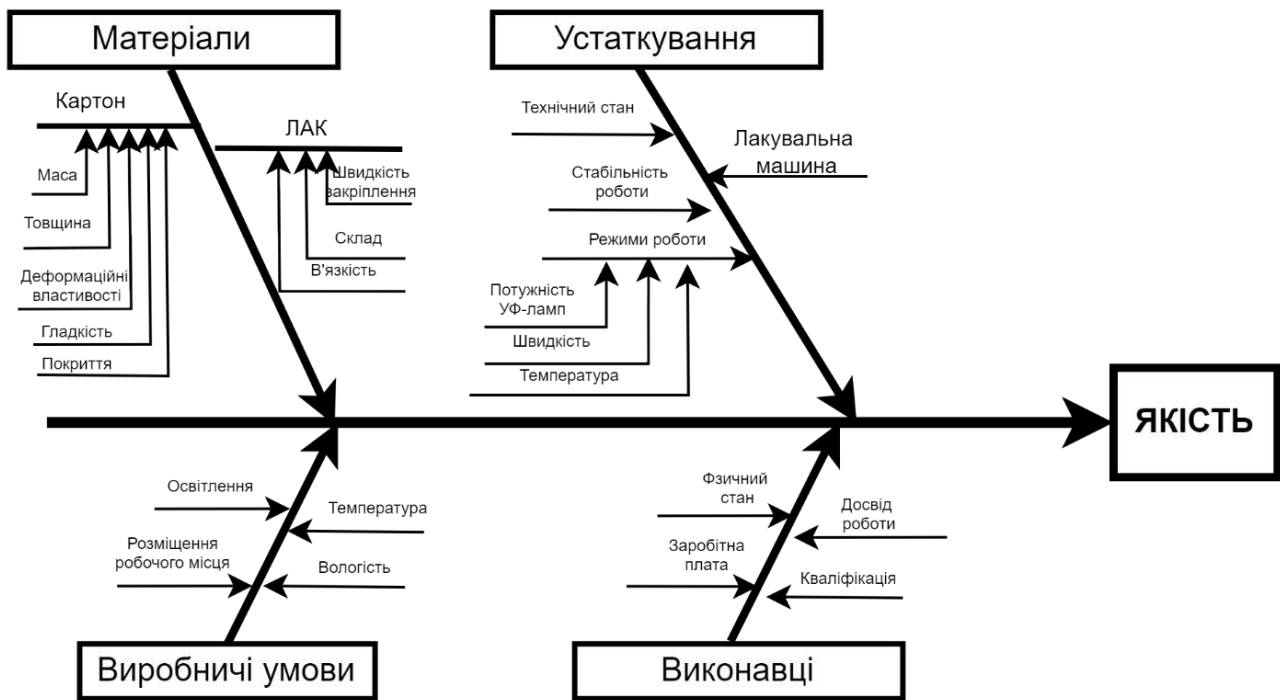 Матеріали
Устаткування
Картон
ЛАК
Маса
Товщина
Деформаційні
властивості
Гладкість
Покриття
Швидкість
закріплення
Склад
В'язкість
Технічний стан
Лакувальна
машина
Стабільність
роботи
Режими роботи
Потужність
УФ-ламп
Швидкість
Температура
ЯКІСТЬ
Освітлення
Температура
Розміщення
робочого місця
Вологість
Фзичний
стан
Досвід
роботи
Заробітна
плата
Кваліфікація
Виробничі умови
Виконавці